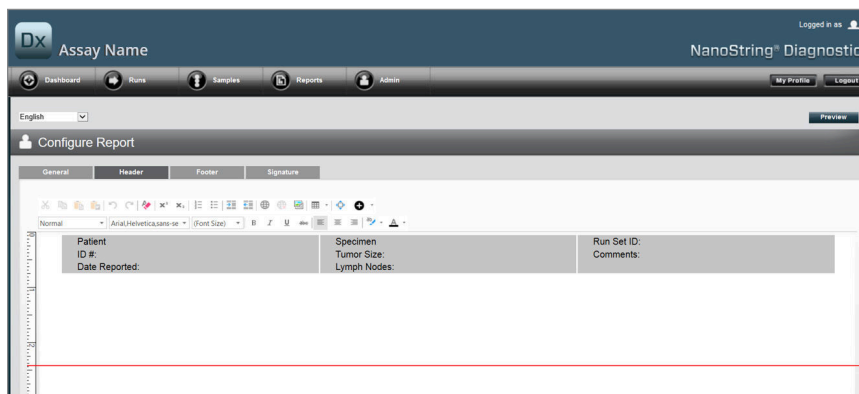 Logged in as
Dx Assay Name
NanoString® Diagnostic
Dashboard Runs Samples Reports Admin
My Profile Logout
English
Preview
Configure Report
General Header Footer Signature
Normal Arial,Helvetica,sans-se (Font Size) B I U abc A
Patient Specimen Run Set ID:
ID #: Tumor Size: Comments:
Date Reported: Lymph Nodes: